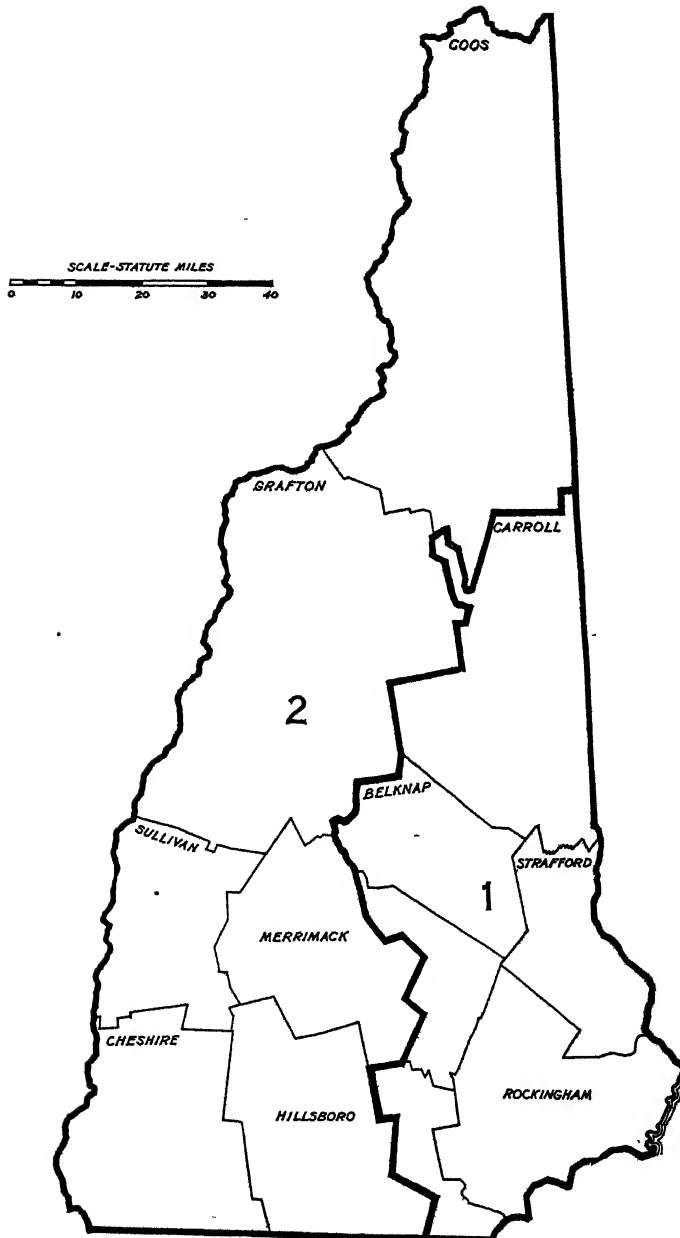 COOS
SCALE-STATUTE MILES
0 10 20 30 40
GRAFTON
CARROLL
2
BELKNAP
SULLIVAN
STRAFFORD
1
MERRIMACK
CHESHIRE
ROCKINGHAM
HILLSBORO